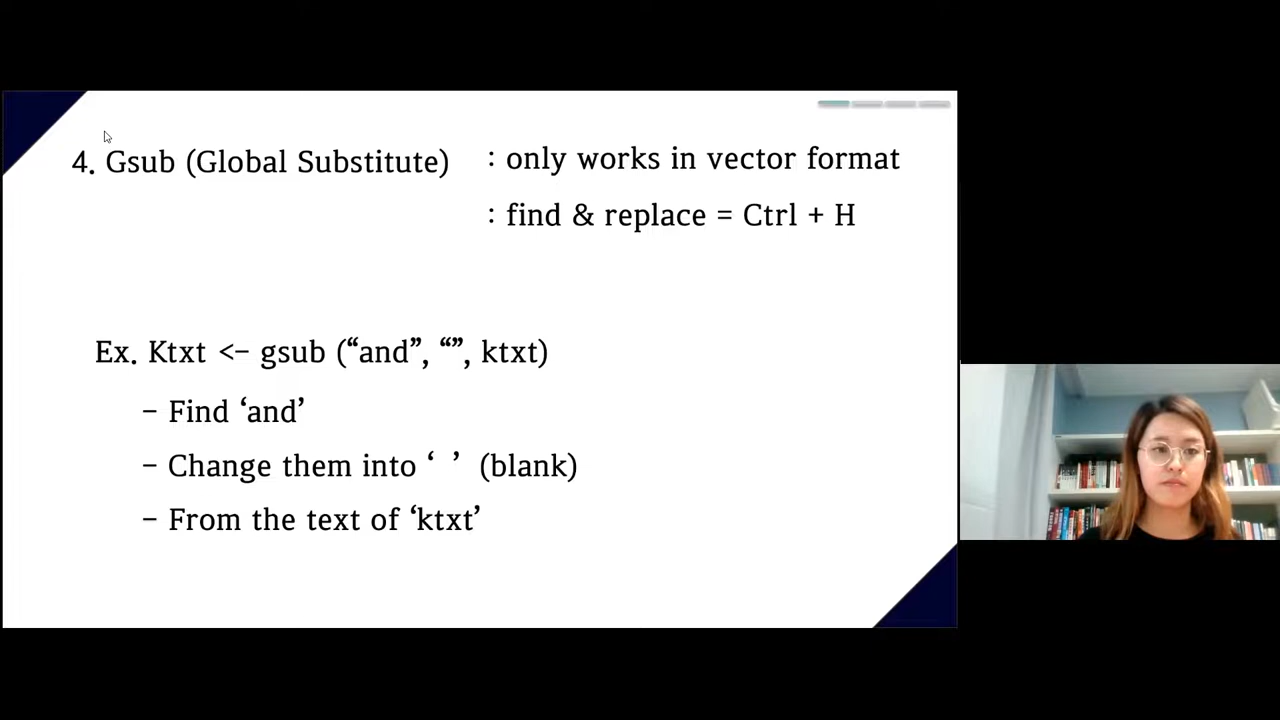 4. Gsub (Global Substitute) : only works in vector format
: find & replace = Ctrl + H
Ex. Ktxt <- gsub (“and”, “”, ktxt)
- Find ‘and’
- Change them into ‘ ’ (blank)
- From the text of ‘ktxt’